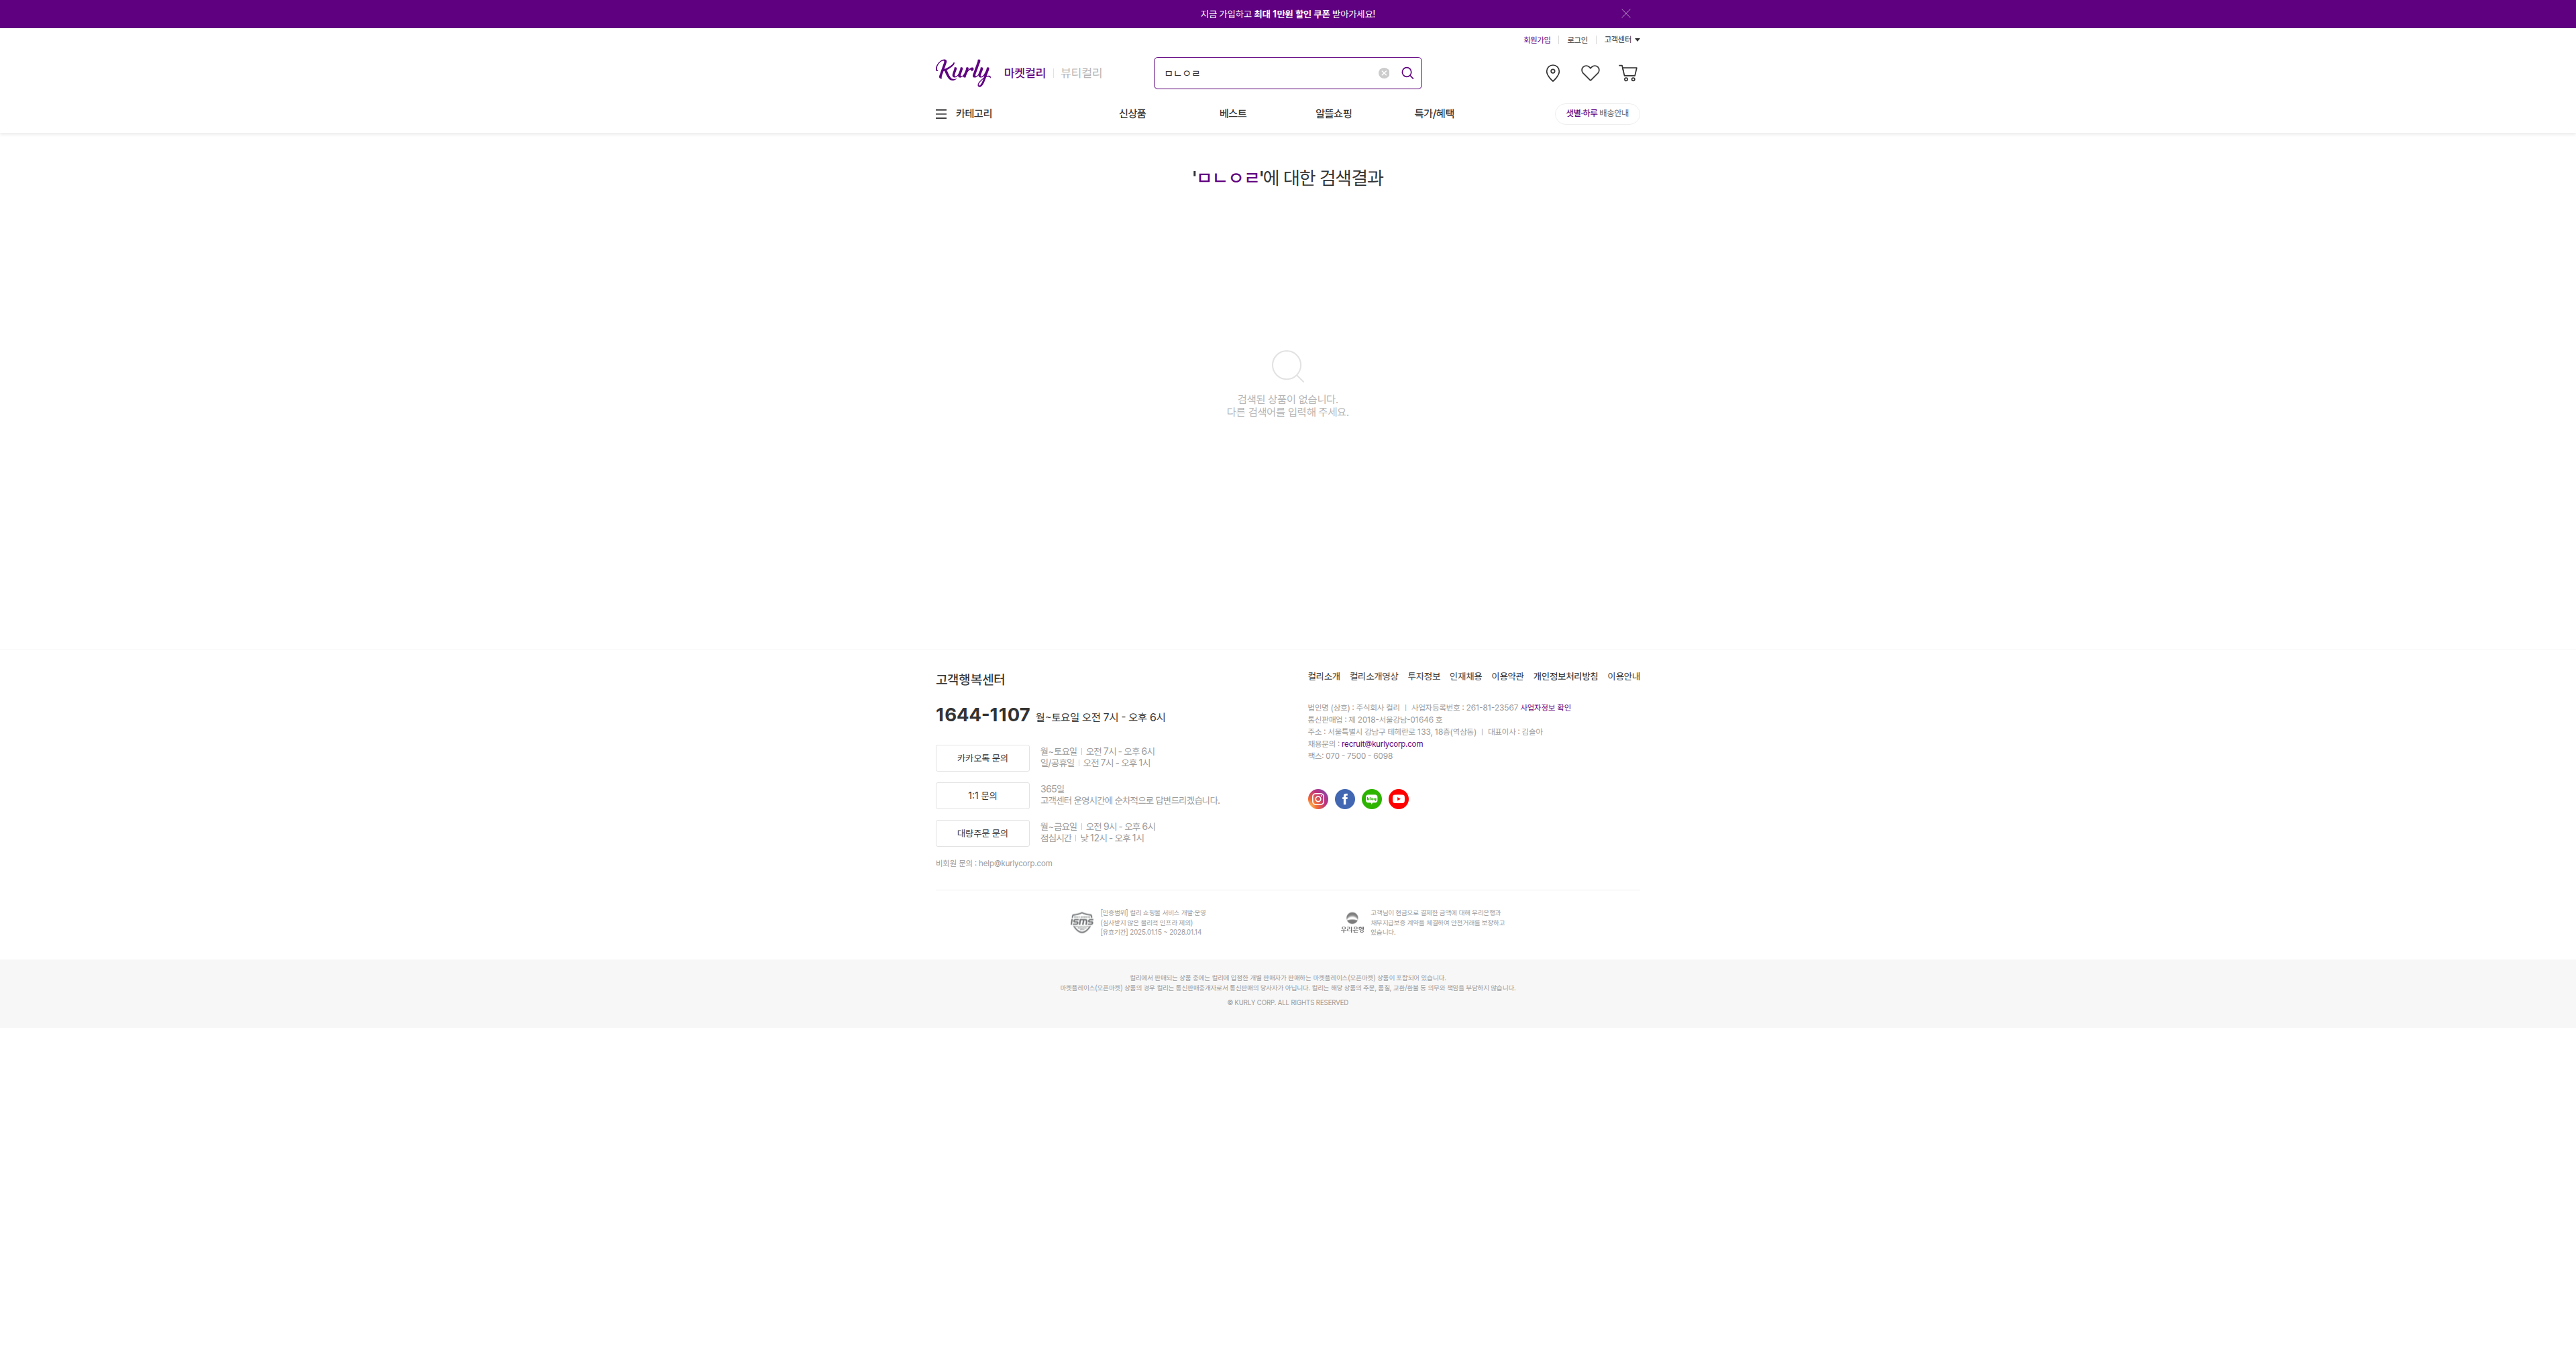 지금 가입하고 최대 1만원 할인 쿠폰 받아가세요!
회원가입 로그인 고객센터
Kurly 마켓컬리 뷰티컬리
ㅁㄴㅇㄹ
카테고리 신상품 베스트 알뜰쇼핑 특가/혜택 샛별·하루 배송안내
'ㅁㄴㅇㄹ'에 대한 검색결과
검색된 상품이 없습니다.
다른 검색어를 입력해 주세요.
고객행복센터
1644-1107 월~토요일 오전 7시 - 오후 6시
카카오톡 문의
월~토요일 | 오전 7시 - 오후 6시
일/공휴일 | 오전 7시 - 오후 1시
1:1 문의
365일
고객센터 운영시간에 순차적으로 답변드리겠습니다.
대량주문 문의
월~금요일 | 오전 9시 - 오후 6시
점심시간 | 낮 12시 - 오후 1시
비회원 문의 : help@kurlycorp.com
컬리소개 컬리소개영상 투자정보 인재채용 이용약관 개인정보처리방침 이용안내
법인명 (상호) : 주식회사 컬리 | 사업자등록번호 : 261-81-23567 사업자정보 확인
통신판매업 : 제 2018-서울강남-01646 호
주소 : 서울특별시 강남구 테헤란로 133, 18층(역삼동) | 대표이사 : 김슬아
채용문의 : recruit@kurlycorp.com
팩스: 070 - 7500 - 6098
isms
[인증범위] 컬리 쇼핑몰 서비스 개발·운영
(심사받지 않은 물리적 인프라 제외)
[유효기간] 2025.01.15 ~ 2028.01.14
우리은행
고객님이 현금으로 결제한 금액에 대해 우리은행과
채무지급보증 계약을 체결하여 안전거래를 보장하고
있습니다.
컬리에서 판매되는 상품 중에는 컬리에 입점한 개별 판매자가 판매하는 마켓플레이스(오픈마켓) 상품이 포함되어 있습니다.
마켓플레이스(오픈마켓) 상품의 경우 컬리는 통신판매중개자로서 통신판매의 당사자가 아닙니다. 컬리는 해당 상품의 주문, 품질, 교환/환불 등 의무와 책임을 부담하지 않습니다.
© KURLY CORP. ALL RIGHTS RESERVED